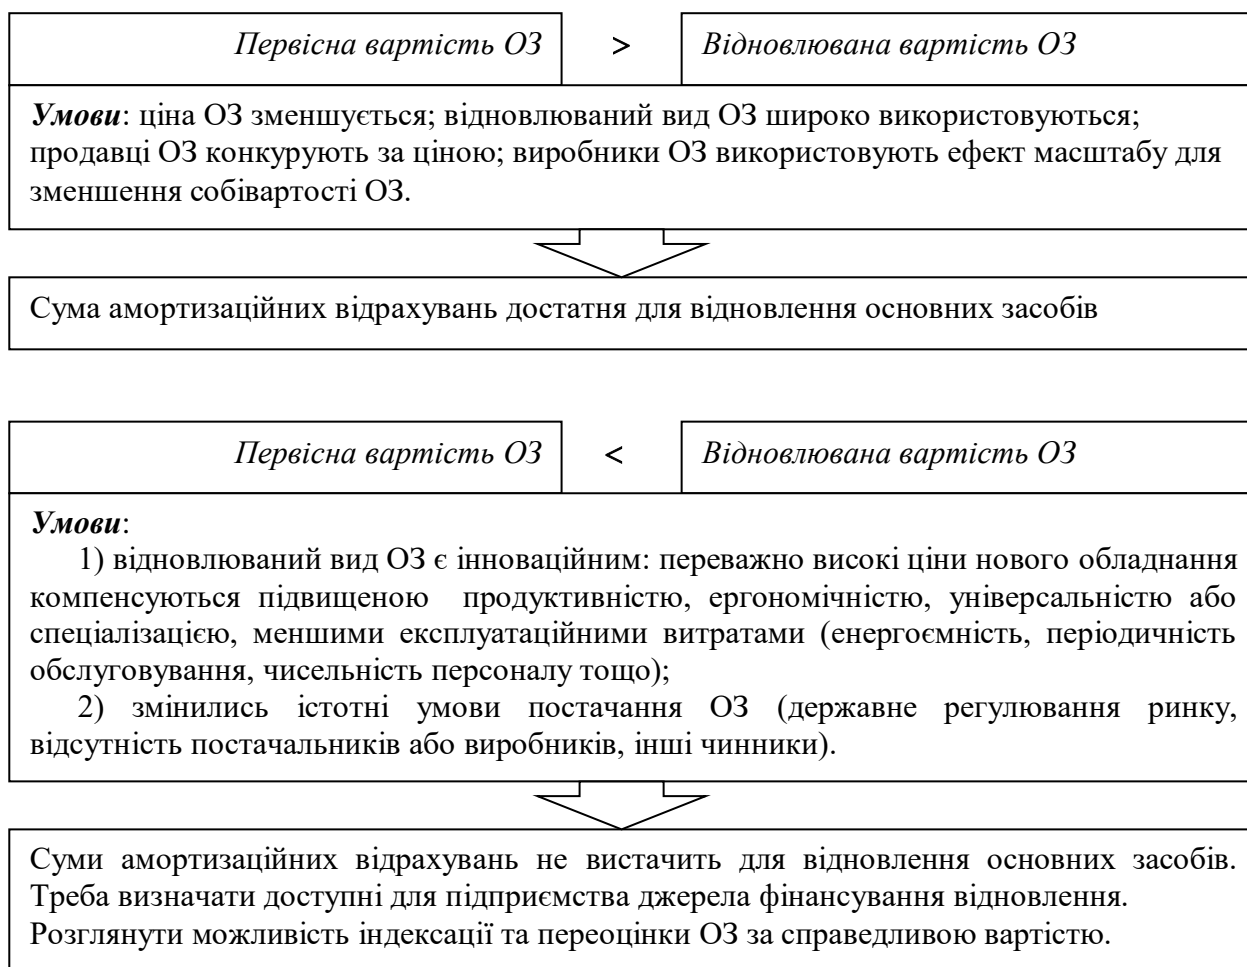 Первісна вартість ОЗ > Відновлювана вартість ОЗ
Умови: ціна ОЗ зменшується; відновлюваний вид ОЗ широко використовуються;
продавці ОЗ конкурують за ціною; виробники ОЗ використовують ефект масштабу для
зменшення собівартості ОЗ.
Сума амортизаційних відрахувань достатня для відновлення основних засобів
Первісна вартість ОЗ < Відновлювана вартість ОЗ
Умови:
1) відновлюваний вид ОЗ є інноваційним: переважно високі ціни нового обладнання
компенсуються підвищеною продуктивністю, ергономічністю, універсальністю або
спеціалізацією, меншими експлуатаційними витратами (енергоємність, періодичність
обслуговування, чисельність персоналу тощо);
2) змінились істотні умови постачання ОЗ (державне регулювання ринку,
відсутність постачальників або виробників, інші чинники).
Суми амортизаційних відрахувань не вистачить для відновлення основних засобів.
Треба визначати доступні для підприємства джерела фінансування відновлення.
Розглянути можливість індексації та переоцінки ОЗ за справедливою вартістю.